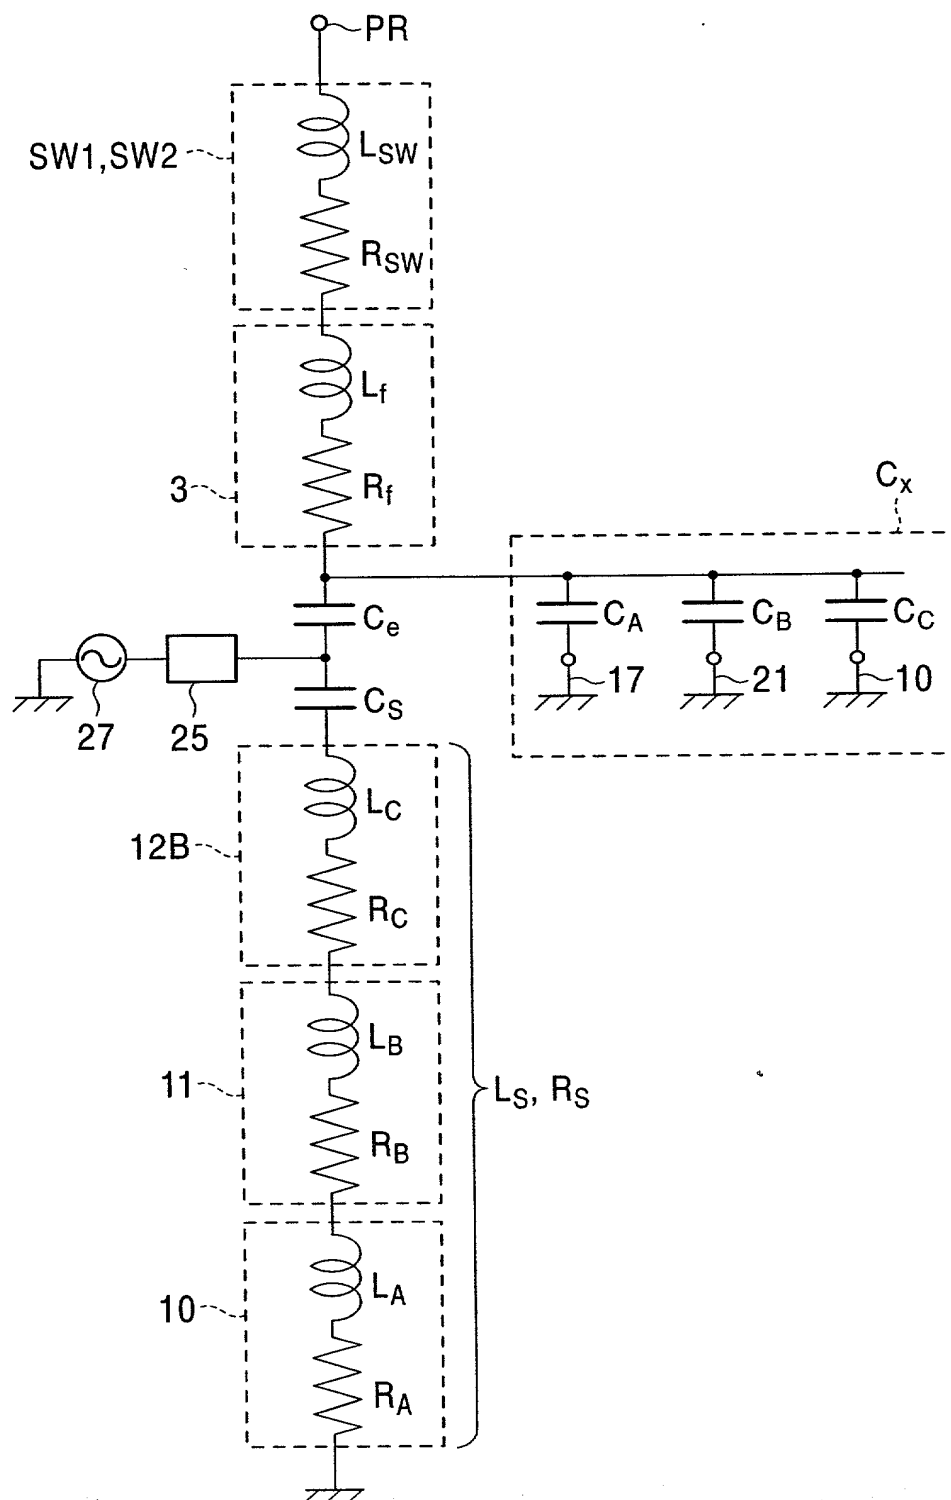 PR
SW1,SW2
LSW
RSW
Lf
3
Rf
Cx
Ce
CA
CB
CC
17
21
10
27
25
CS
LC
12B
RC
LB
11
RB
LS, RS
LA
10
RA